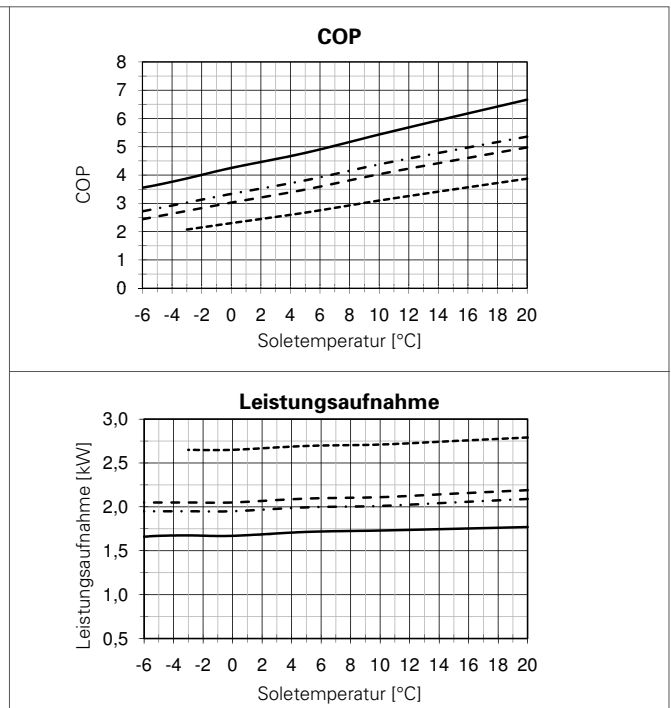 COP
8
7
6
5
4
3
2
1
0
COP
-6 -4 -2 0 2 4 6 8 10 12 14 16 18 20
Soletemperatur [°C]
Leistungsaufnahme
3,0
2,5
2,0
1,5
1,0
0,5
Leistungsaufnahme [kW]
-6 -4 -2 0 2 4 6 8 10 12 14 16 18 20
Soletemperatur [°C]